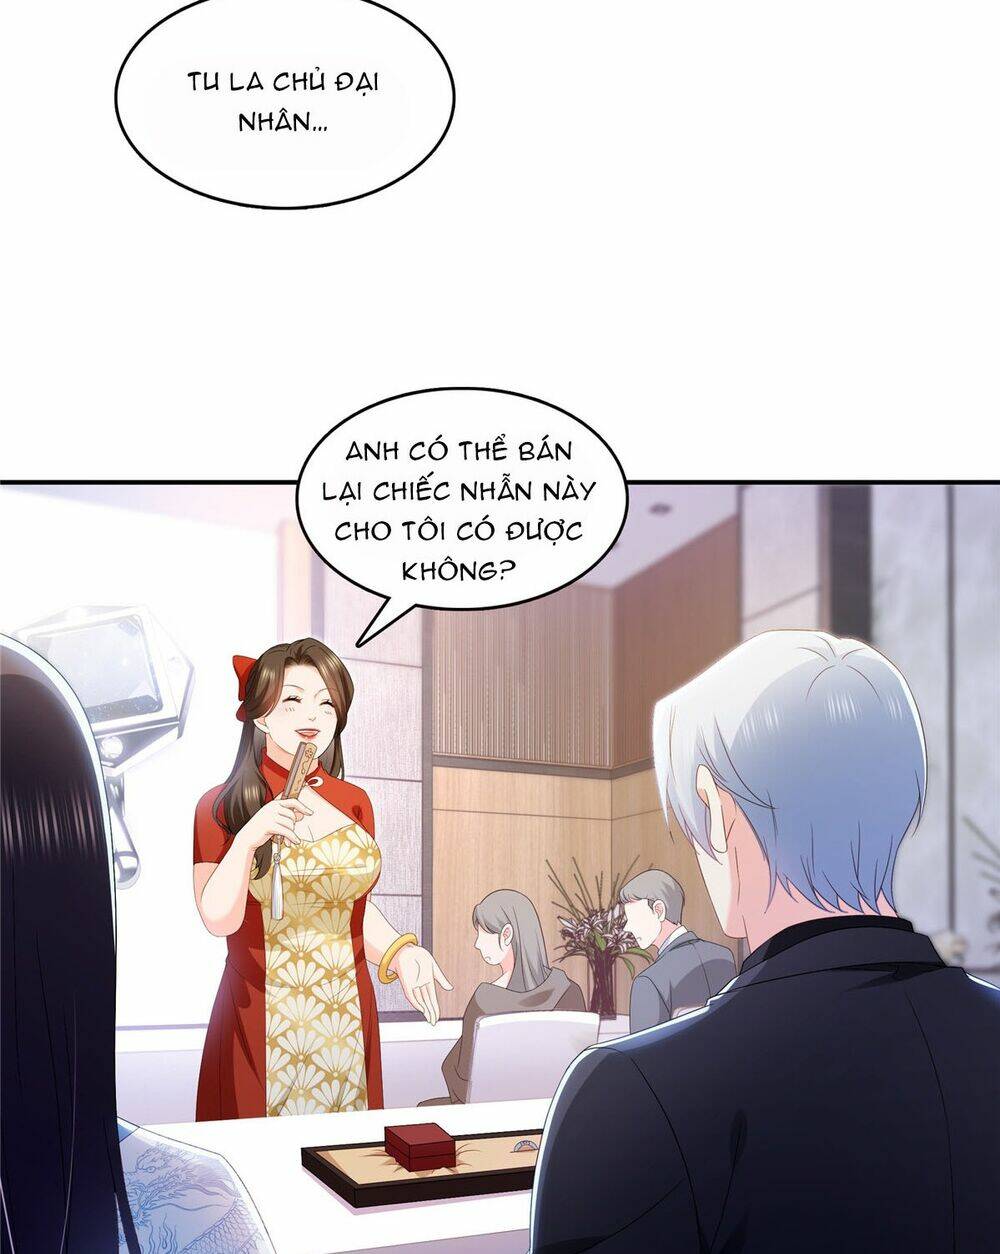 TU LA CHỦ ĐẠI
NHÂN...
ANH CÓ THỂ BÁN
LẠI CHIẾC NHẪN NÀY
CHO TÔI CÓ ĐƯỢC
KHÔNG?